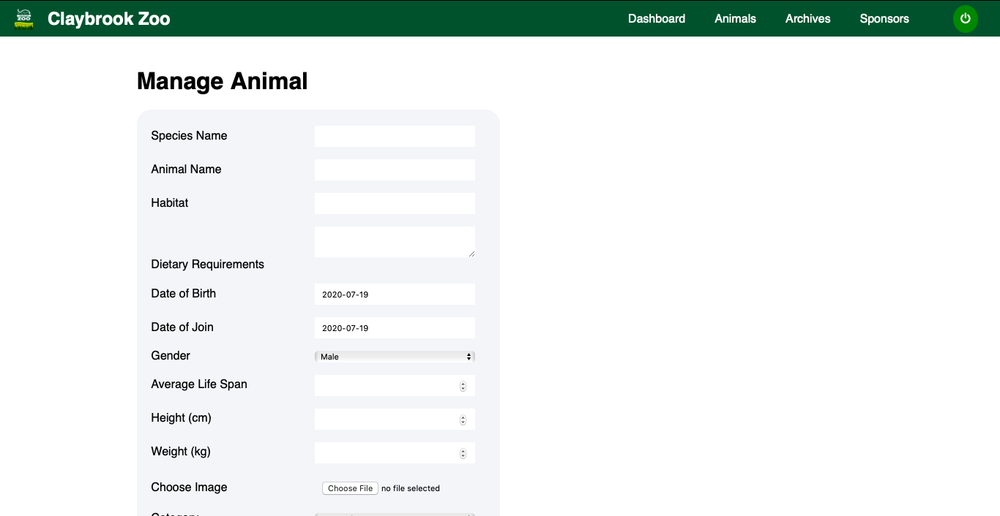 ZOO
Claybrook Zoo
Dashboard
Animals
Archives
Sponsors
Manage Animal
Species Name
Animal Name
Habitat
Dietary Requirements
Date of Birth 2020-07-19
Date of Join 2020-07-19
Gender Male
Average Life Span
Height (cm)
Weight (kg)
Choose Image Choose File no file selected
Category